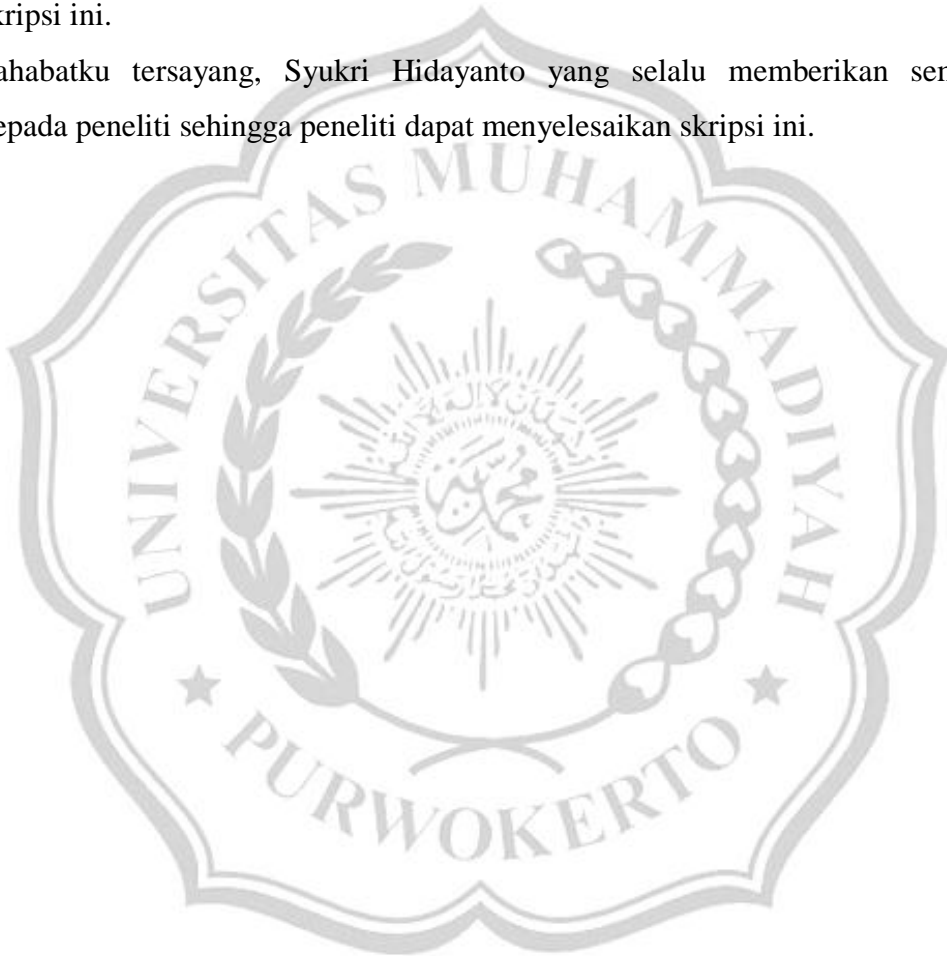 kripsi ini.
ahabatku tersayang, Syukri Hidayanto yang selalu memberikan sem
epada peneliti sehingga peneliti dapat menyelesaikan skripsi ini.
UNIVERSITAS MUHAMMADIYAH
PURWOKERTO